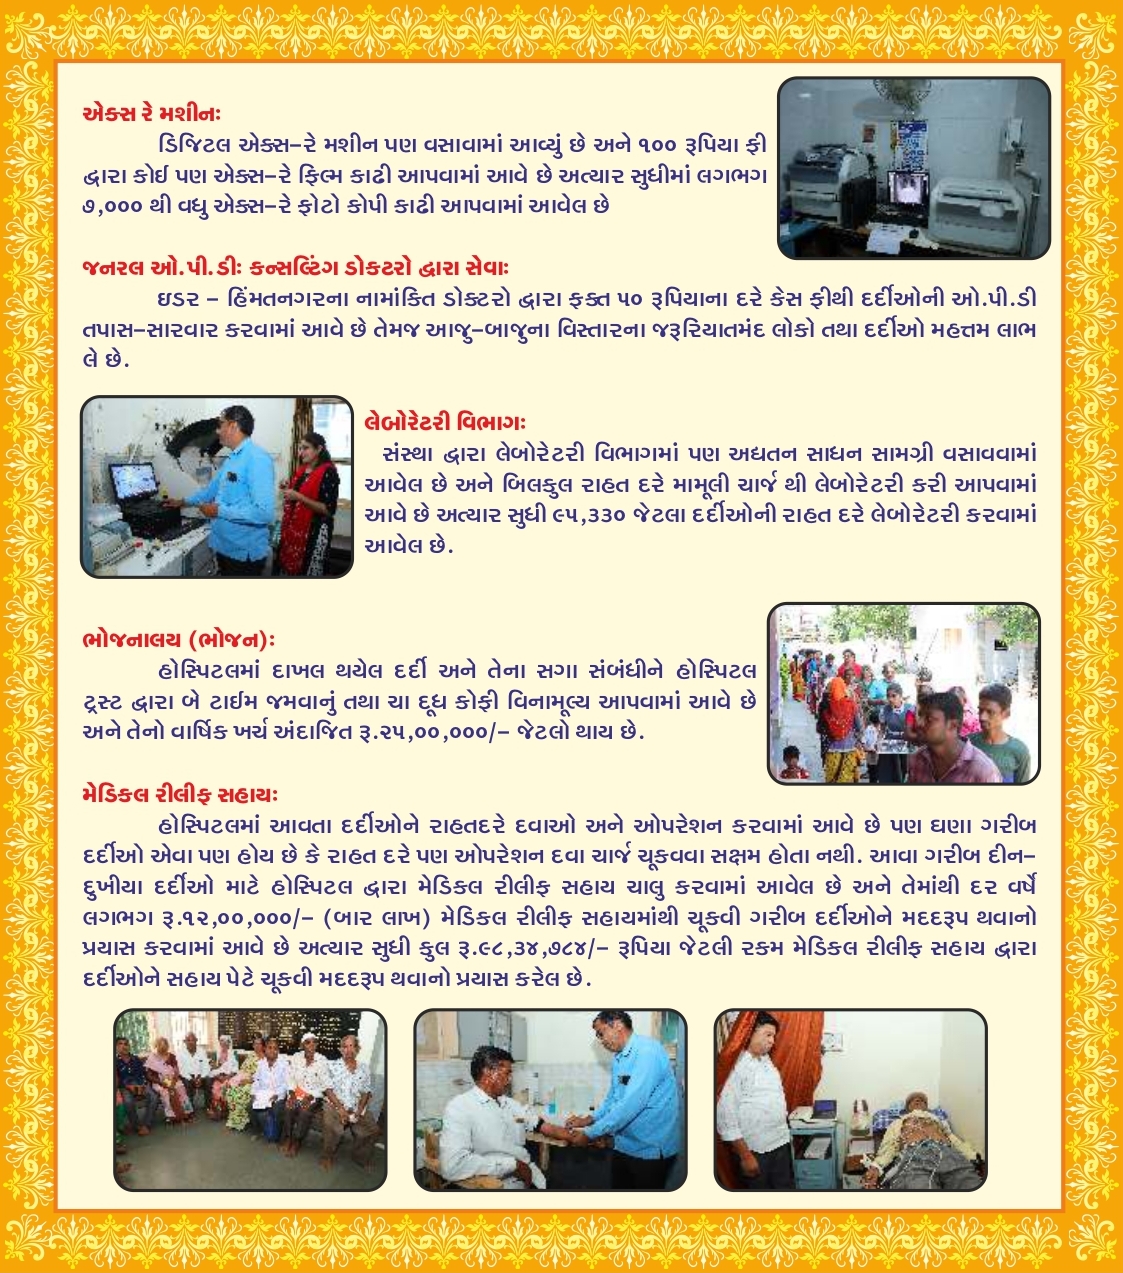 એક્સ રે મશીનઃ
ડિજિટલ એક્સ–રે મશીન પણ વસાવામાં આવ્યું છે અને ૧૦૦ રૂપિયા ફી
દ્વારા કોઈ પણ એક્સ–રે ફિલ્મ કાઢી આપવામાં આવે છે અત્યાર સુધીમાં લગભગ
૭,૦૦૦ થી વધુ એક્સ–રે ફોટો કોપી કાઢી આપવામાં આવેલ છે
જનરલ ઓ.પી.ડીઃ કન્સલ્ટિંગ ડોકટરો દ્વારા સેવાઃ
ઇડર – હિંમતનગરના નામાંકિત ડોક્ટરો દ્વારા ફક્ત ૫૦ રૂપિયાના દરે કેસ ફીથી દર્દીઓની ઓ.પી.ડી
તપાસ–સારવાર કરવામાં આવે છે તેમજ આજુ–બાજુના વિસ્તારના જરૂરિયાતમંદ લોકો તથા દર્દીઓ મહત્તમ લાભ
લે છે.
લેબોરેટરી વિભાગઃ
સંસ્થા દ્વારા લેબોરેટરી વિભાગમાં પણ અદ્યતન સાધન સામગ્રી વસાવવામાં
આવેલ છે અને બિલકુલ રાહત દરે મામૂલી ચાર્જ થી લેબોરેટરી કરી આપવામાં
આવે છે અત્યાર સુધી ૯૫,૩૩૦ જેટલા દર્દીઓની રાહત દરે લેબોરેટરી કરવામાં
આવેલ છે.
ભોજનાલય (ભોજન)ઃ
હોસ્પિટલમાં દાખલ થયેલ દર્દી અને તેના સગા સંબંધીને હોસ્પિટલ
ટ્રસ્ટ દ્વારા બે ટાઈમ જમવાનું તથા ચા દૂધ કોફી વિનામૂલ્ય આપવામાં આવે છે
અને તેનો વાર્ષિક ખર્ચ અંદાજિત રૂ.૨૫,૦૦,૦૦૦/– જેટલો થાય છે.
મેડિકલ રીલીફ સહાયઃ
હોસ્પિટલમાં આવતા દર્દીઓને રાહતદરે દવાઓ અને ઓપરેશન કરવામાં આવે છે પણ ઘણા ગરીબ
દર્દીઓ એવા પણ હોય છે કે રાહત દરે પણ ઓપરેશન દવા ચાર્જ ચૂકવવા સક્ષમ હોતા નથી. આવા ગરીબ દીન–
દુખીયા દર્દીઓ માટે હોસ્પિટલ દ્વારા મેડિકલ રીલીફ સહાય ચાલુ કરવામાં આવેલ છે અને તેમાંથી દર વર્ષે
લગભગ રૂ.૧૨,૦૦,૦૦૦/– (બાર લાખ) મેડિકલ રીલીફ સહાયમાંથી ચૂકવી ગરીબ દર્દીઓને મદદરૂપ થવાનો
પ્રયાસ કરવામાં આવે છે અત્યાર સુધી કુલ રૂ.૯૮,૩૪,૭૮૪/– રૂપિયા જેટલી રકમ મેડિકલ રીલીફ સહાય દ્વારા
દર્દીઓને સહાય પેટે ચૂકવી મદદરૂપ થવાનો પ્રયાસ કરેલ છે.